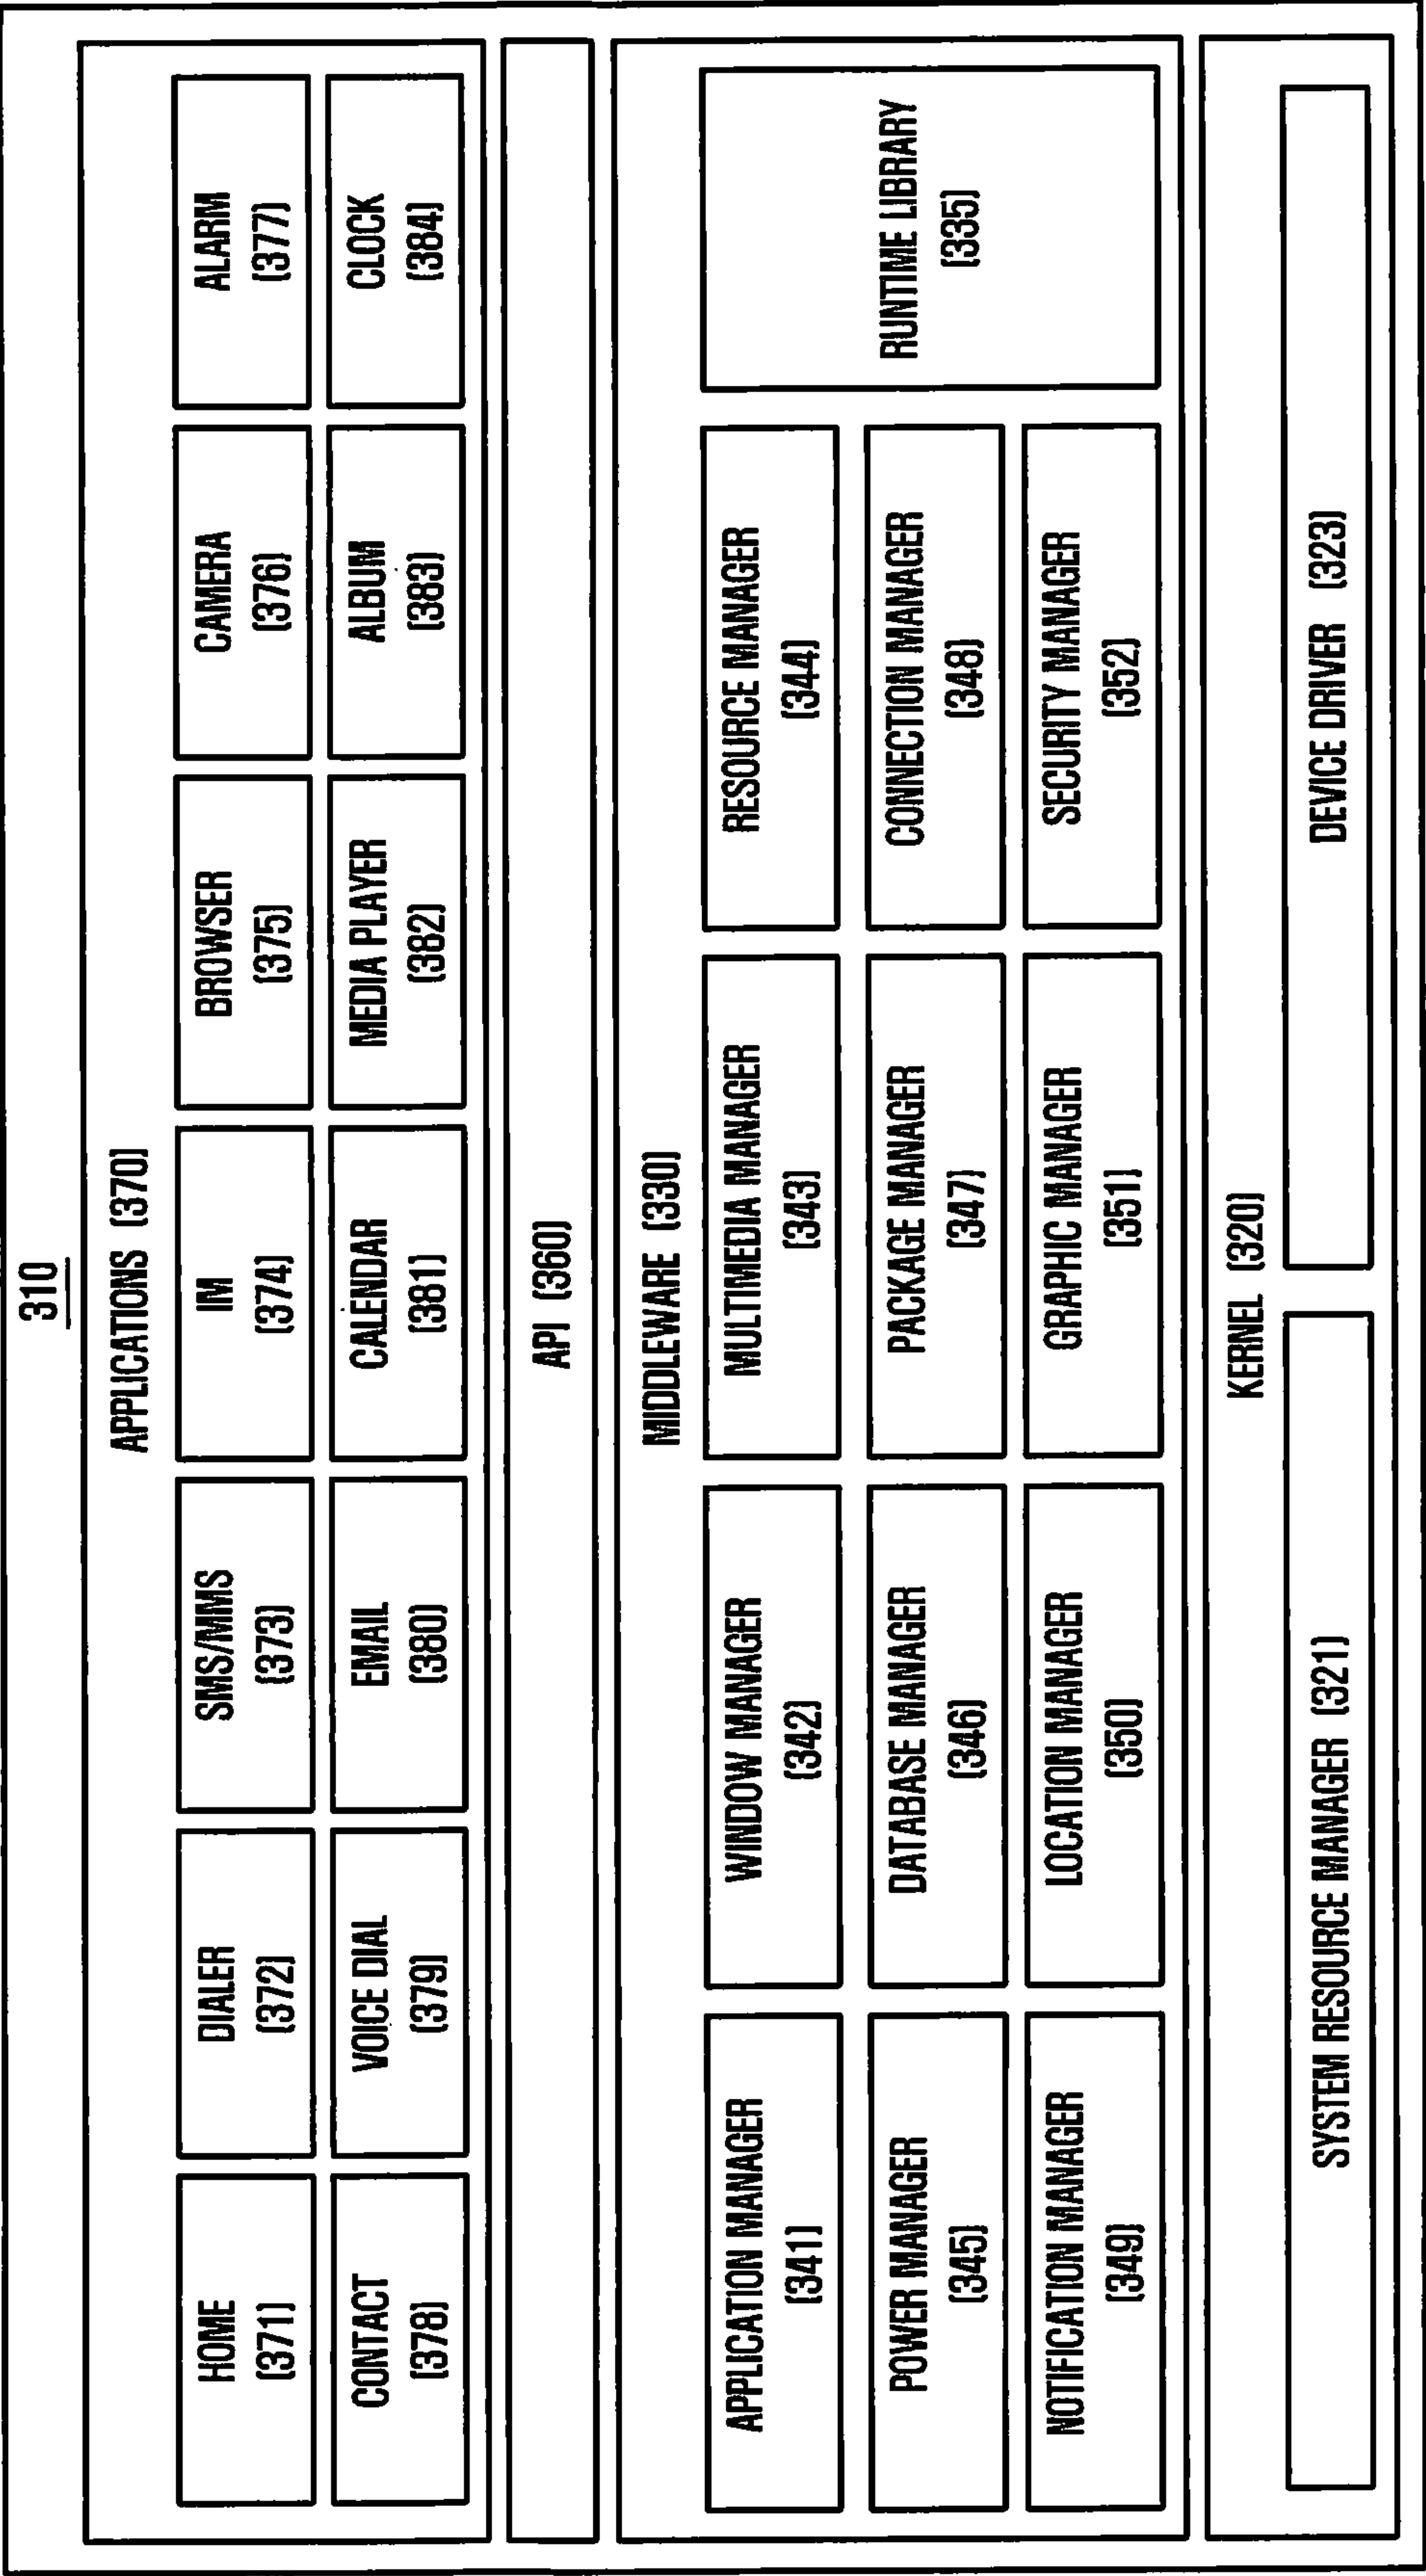 310
APPLICATIONS (370)
HOME
(371)
DIALER
(372)
SMS/MMS
(373)
IM
(374)
BROWSER
(375)
CAMERA
(376)
ALARM
(377)
CONTACT
(378)
VOICE DIAL
(379)
EMAIL
(380)
CALENDAR
(381)
MEDIA PLAYER
(382)
ALBUM
(383)
CLOCK
(384)
API (360)
MIDDLEWARE (330)
APPLICATION MANAGER
(341)
WINDOW MANAGER
(342)
MULTIMEDIA MANAGER
(343)
RESOURCE MANAGER
(344)
POWER MANAGER
(345)
DATABASE MANAGER
(346)
PACKAGE MANAGER
(347)
CONNECTION MANAGER
(348)
NOTIFICATION MANAGER
(349)
LOCATION MANAGER
(350)
GRAPHIC MANAGER
(351)
SECURITY MANAGER
(352)
RUNTIME LIBRARY
(335)
KERNEL (320)
SYSTEM RESOURCE MANAGER (321)
DEVICE DRIVER (323)